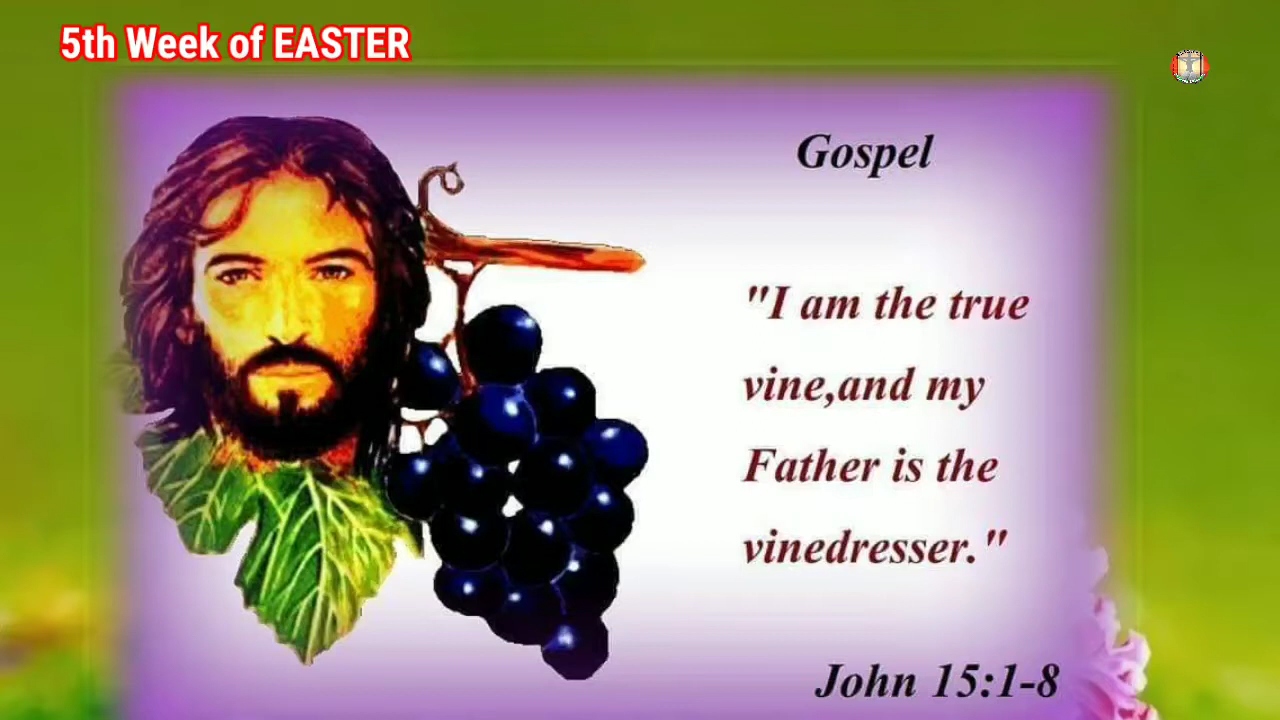 5th Week of EASTER
Gospel
"I am the true
vine,and my
Father is the
vinedresser."
John 15:1-8